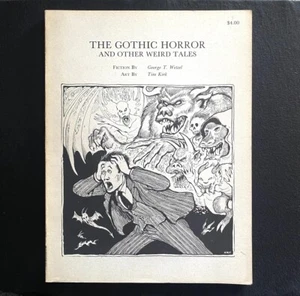 $4.00
THE GOTHIC HORROR
AND OTHER WEIRD TALES
FICTION BY George T. Wetzel
ART BY Tim Kirk